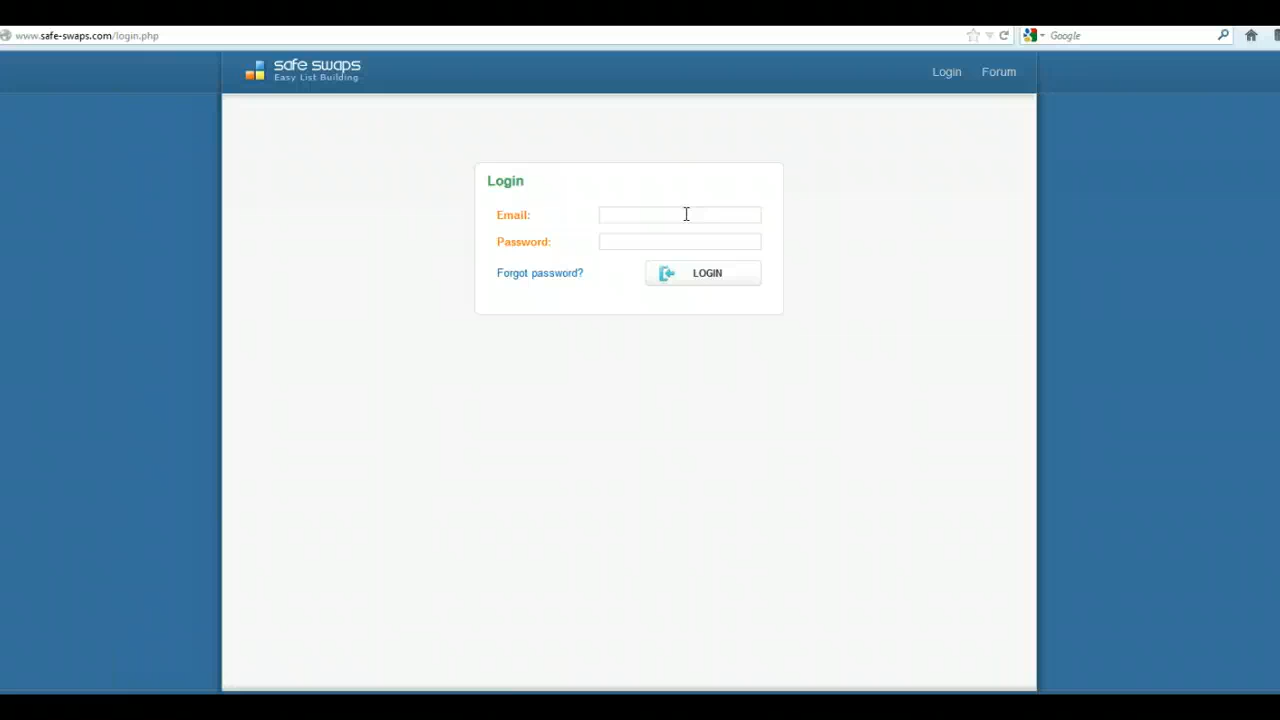 www.safe-swaps.com/login.php
Google
safe swaps
Easy List Building
Login Forum
Login
Email:
Password:
Forgot password? LOGIN